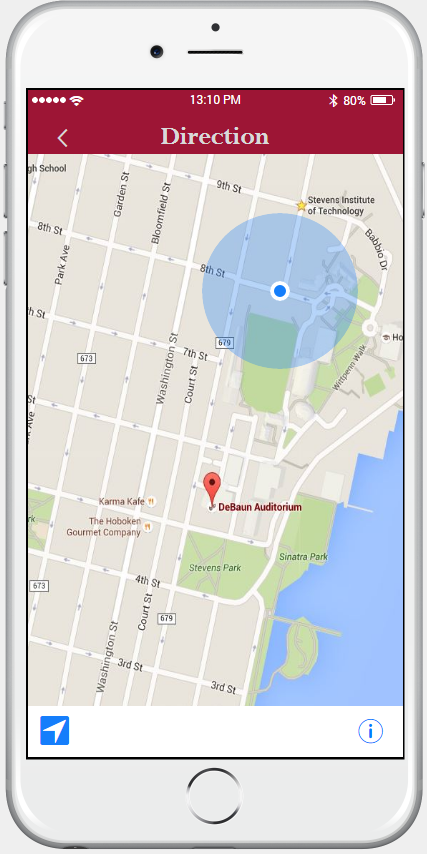 13:10 PM
80%
Direction
gh School
9th St
Stevens Institute
of Technology
Garden St
Bloomfield St
Babbio Dr
8th St
Park Ave
8th St
679
7th St
Ho
673
Washington St
Court St
Wittpenn Walk
St
Ave
DeBaun Auditorium
Karma Kafe
The Hoboken
Gourmet Company
rk
Stevens Park
Sinatra Park
4th St
673
Court St
679
Washington St
3rd St
3rd St